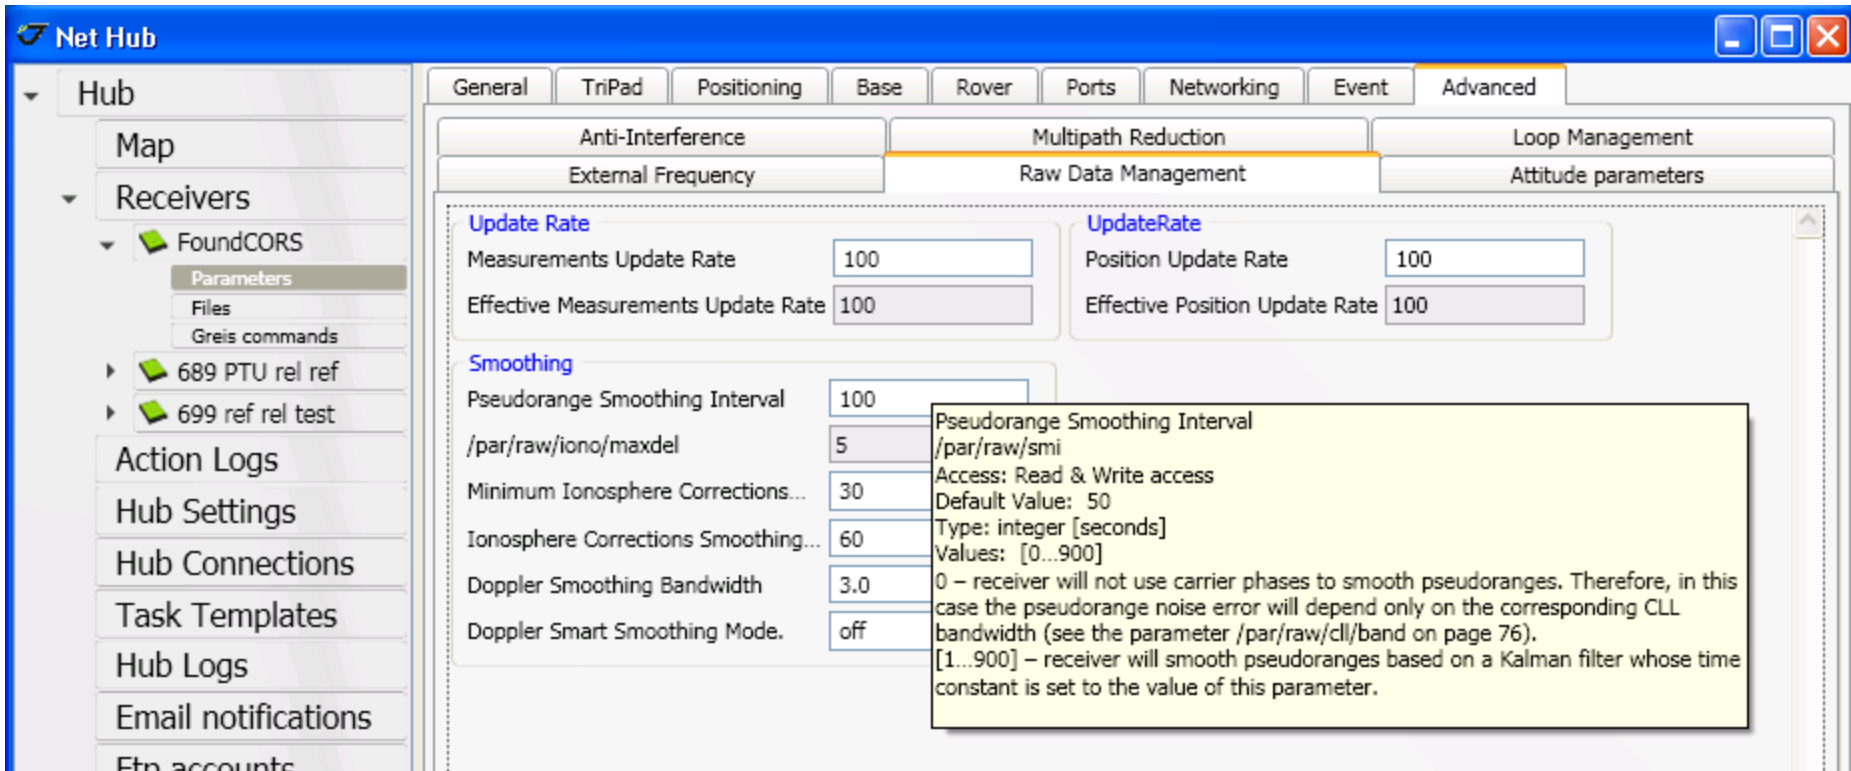 Net Hub
Hub
Map
Receivers
FoundCORS
Parameters
Files
Greis commands
689 PTU rel ref
699 ref rel test
Action Logs
Hub Settings
Hub Connections
Task Templates
Hub Logs
Email notifications
Ftp accounts
General TriPad Positioning Base Rover Ports Networking Event Advanced
Anti-Interference Multipath Reduction Loop Management
External Frequency Raw Data Management Attitude parameters
Update Rate
Measurements Update Rate 100
Effective Measurements Update Rate 100
UpdateRate
Position Update Rate 100
Effective Position Update Rate 100
Smoothing
Pseudorange Smoothing Interval 100
/par/raw/iono/maxdel 5
Minimum Ionosphere Corrections... 30
Ionosphere Corrections Smoothing... 60
Doppler Smoothing Bandwidth 3.0
Doppler Smart Smoothing Mode. off
Pseudorange Smoothing Interval
/par/raw/smi
Access: Read & Write access
Default Value: 50
Type: integer [seconds]
Values: [0...900]
0 – receiver will not use carrier phases to smooth pseudoranges. Therefore, in this
case the pseudorange noise error will depend only on the corresponding CLL
bandwidth (see the parameter /par/raw/cll/band on page 76).
[1...900] – receiver will smooth pseudoranges based on a Kalman filter whose time
constant is set to the value of this parameter.